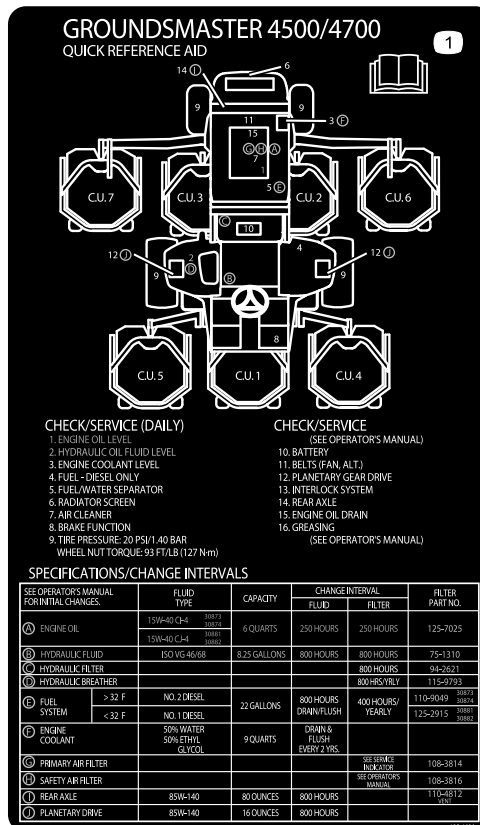 GROUNDSMASTER 4500/4700
QUICK REFERENCE AID
1
6
14 I
9
9
3 F
11
15
G H A
7
1
5 E
C.U. 7
C.U. 3
C.U. 2
C.U. 6
C
10
12 J
2
D
B
4
12 J
9
9
8
C.U. 5
C.U. 1
C.U. 4
CHECK/SERVICE (DAILY)
1. ENGINE OIL LEVEL
2. HYDRAULIC OIL FLUID LEVEL
3. ENGINE COOLANT LEVEL
4. FUEL - DIESEL ONLY
5. FUEL/WATER SEPARATOR
6. RADIATOR SCREEN
7. AIR CLEANER
8. BRAKE FUNCTION
9. TIRE PRESSURE: 20 PSI/1.40 BAR
WHEEL NUT TORQUE: 93 FT/LB (127 N·m)
CHECK/SERVICE
(SEE OPERATOR'S MANUAL)
10. BATTERY
11. BELTS (FAN, ALT.)
12. PLANETARY GEAR DRIVE
13. INTERLOCK SYSTEM
14. REAR AXLE
15. ENGINE OIL DRAIN
16. GREASING
(SEE OPERATOR'S MANUAL)
SPECIFICATIONS/CHANGE INTERVALS
SEE OPERATOR'S MANUAL FOR INITIAL CHANGES. FLUID TYPE CAPACITY CHANGE INTERVAL FLUID FILTER FILTER PART NO.
A ENGINE OIL 15W-40 CI-4 30873 30874 15W-40 CJ-4 30881 30882 6 QUARTS 250 HOURS 250 HOURS 125-7025
B HYDRAULIC FLUID ISO VG 46/68 8.25 GALLONS 800 HOURS 800 HOURS 75-1310
C HYDRAULIC FILTER 800 HOURS 94-2621
D HYDRAULIC BREATHER 800 HRS/YRLY 115-9793
E FUEL SYSTEM > 32 F NO. 2 DIESEL 22 GALLONS 800 HOURS DRAIN/FLUSH 400 HOURS/ YEARLY 110-9049 30873 30874
< 32 F NO. 1 DIESEL 125-2915 30881 30882
F ENGINE COOLANT 50% WATER 50% ETHYL GLYCOL 9 QUARTS DRAIN & FLUSH EVERY 2 YRS.
G PRIMARY AIR FILTER SEE SERVICE INDICATOR 108-3814
H SAFETY AIR FILTER SEE OPERATOR'S MANUAL 108-3816
I REAR AXLE 85W-140 80 OUNCES 800 HOURS 110-4812 VENT
J PLANETARY DRIVE 85W-140 16 OUNCES 800 HOURS